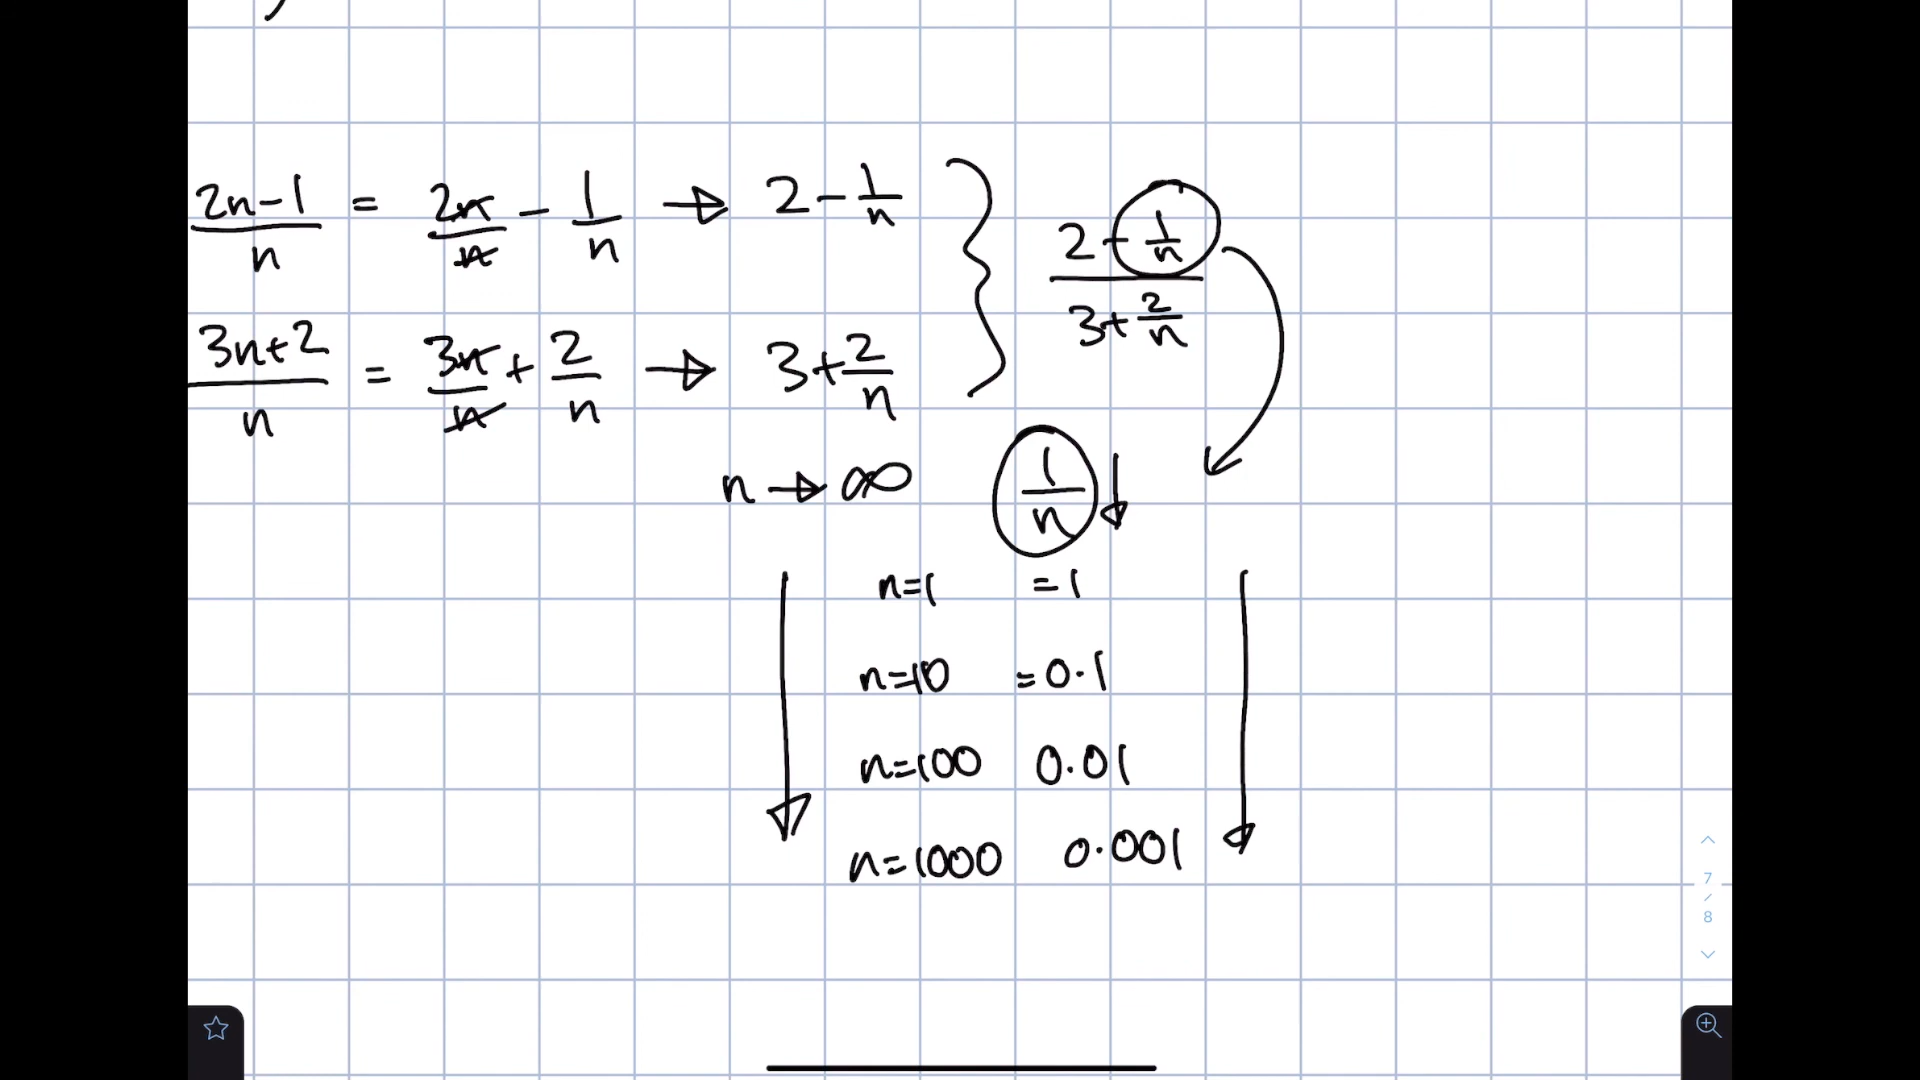 (2n-1)/n = 2n/n - 1/n → 2 - 1/n
(3n+2)/n = 3n/n + 2/n → 3 + 2/n
(2 - 1/n)/(3 + 2/n)
n → ∞ 1/n ↓
n=1 =1
n=10 =0.1
n=100 0.01
n=1000 0.001
7
/
8